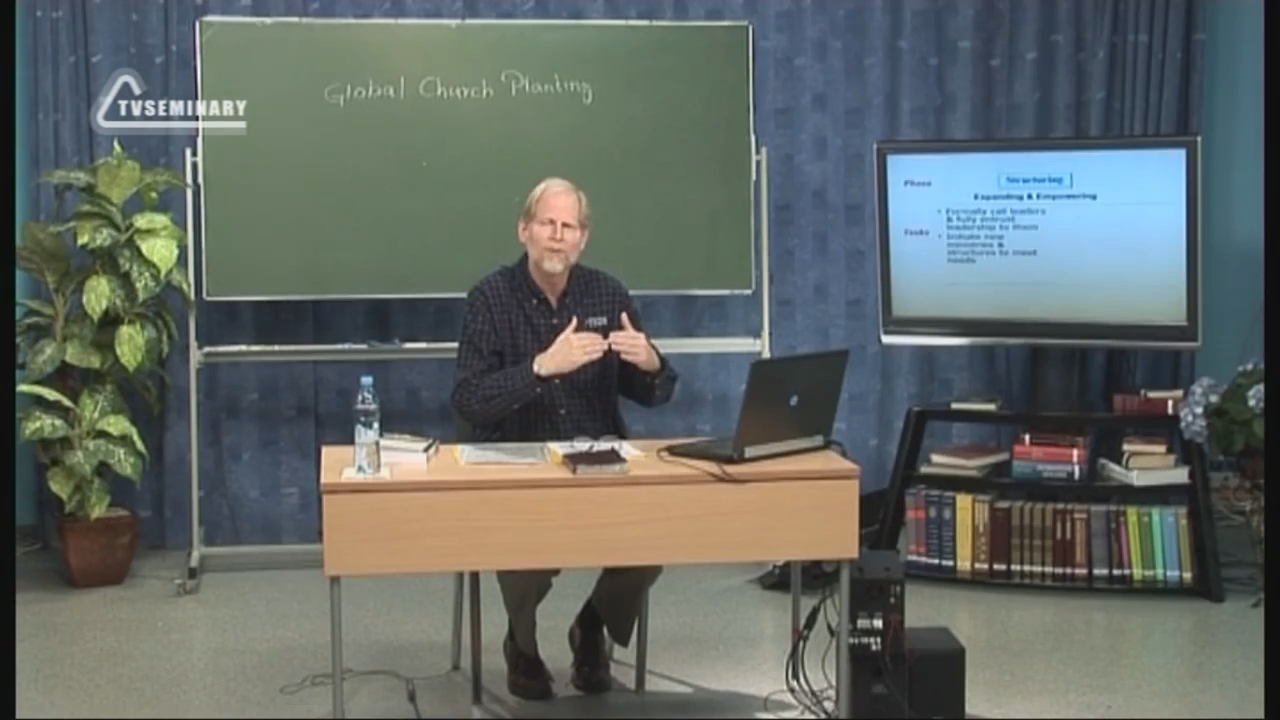 TVSEMINARY
Global Church Planting
Phase
Structuring
Expanding & Empowering
Tasks
• Formally call leaders
& fully entrust
leadership to them
• Initiate new
ministries &
structures to meet
needs